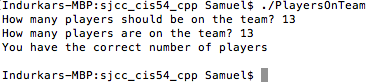 Indurkars-MBP:sjcc_cis54_cpp Samuel$ ./PlayersOnTeam
How many players should be on the team? 13
How many players are on the team? 13
You have the correct number of players
Indurkars-MBP:sjcc_cis54_cpp Samuel$